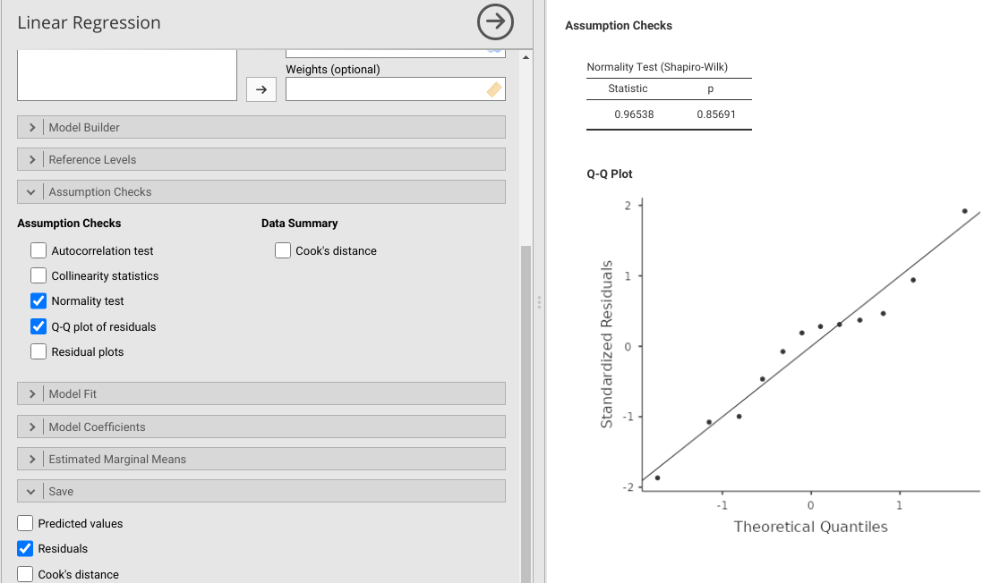 Linear Regression
Weights (optional)
Model Builder
Reference Levels
Assumption Checks
Assumption Checks
Data Summary
Autocorrelation test
Cook's distance
Collinearity statistics
Normality test
Q-Q plot of residuals
Residual plots
Model Fit
Model Coefficients
Estimated Marginal Means
Save
Predicted values
Residuals
Cook's distance
Assumption Checks
Normality Test (Shapiro-Wilk)
Statistic p
0.96538 0.85691
Q-Q Plot
2
1
0
-1
-2
Standardized Residuals
-1 0 1
Theoretical Quantiles